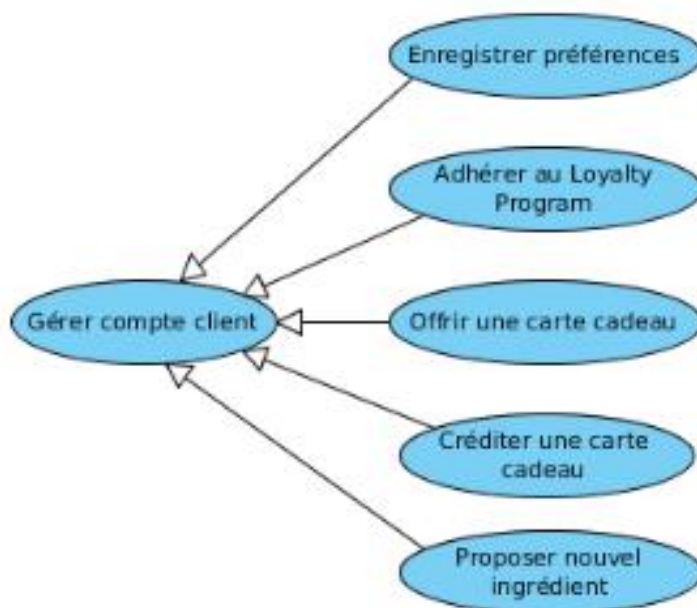 Enregistrer préférences
Adhérer au Loyalty
Program
Gérer compte client
Offrir une carte cadeau
Créditer une carte
cadeau
Proposer nouvel
ingrédient